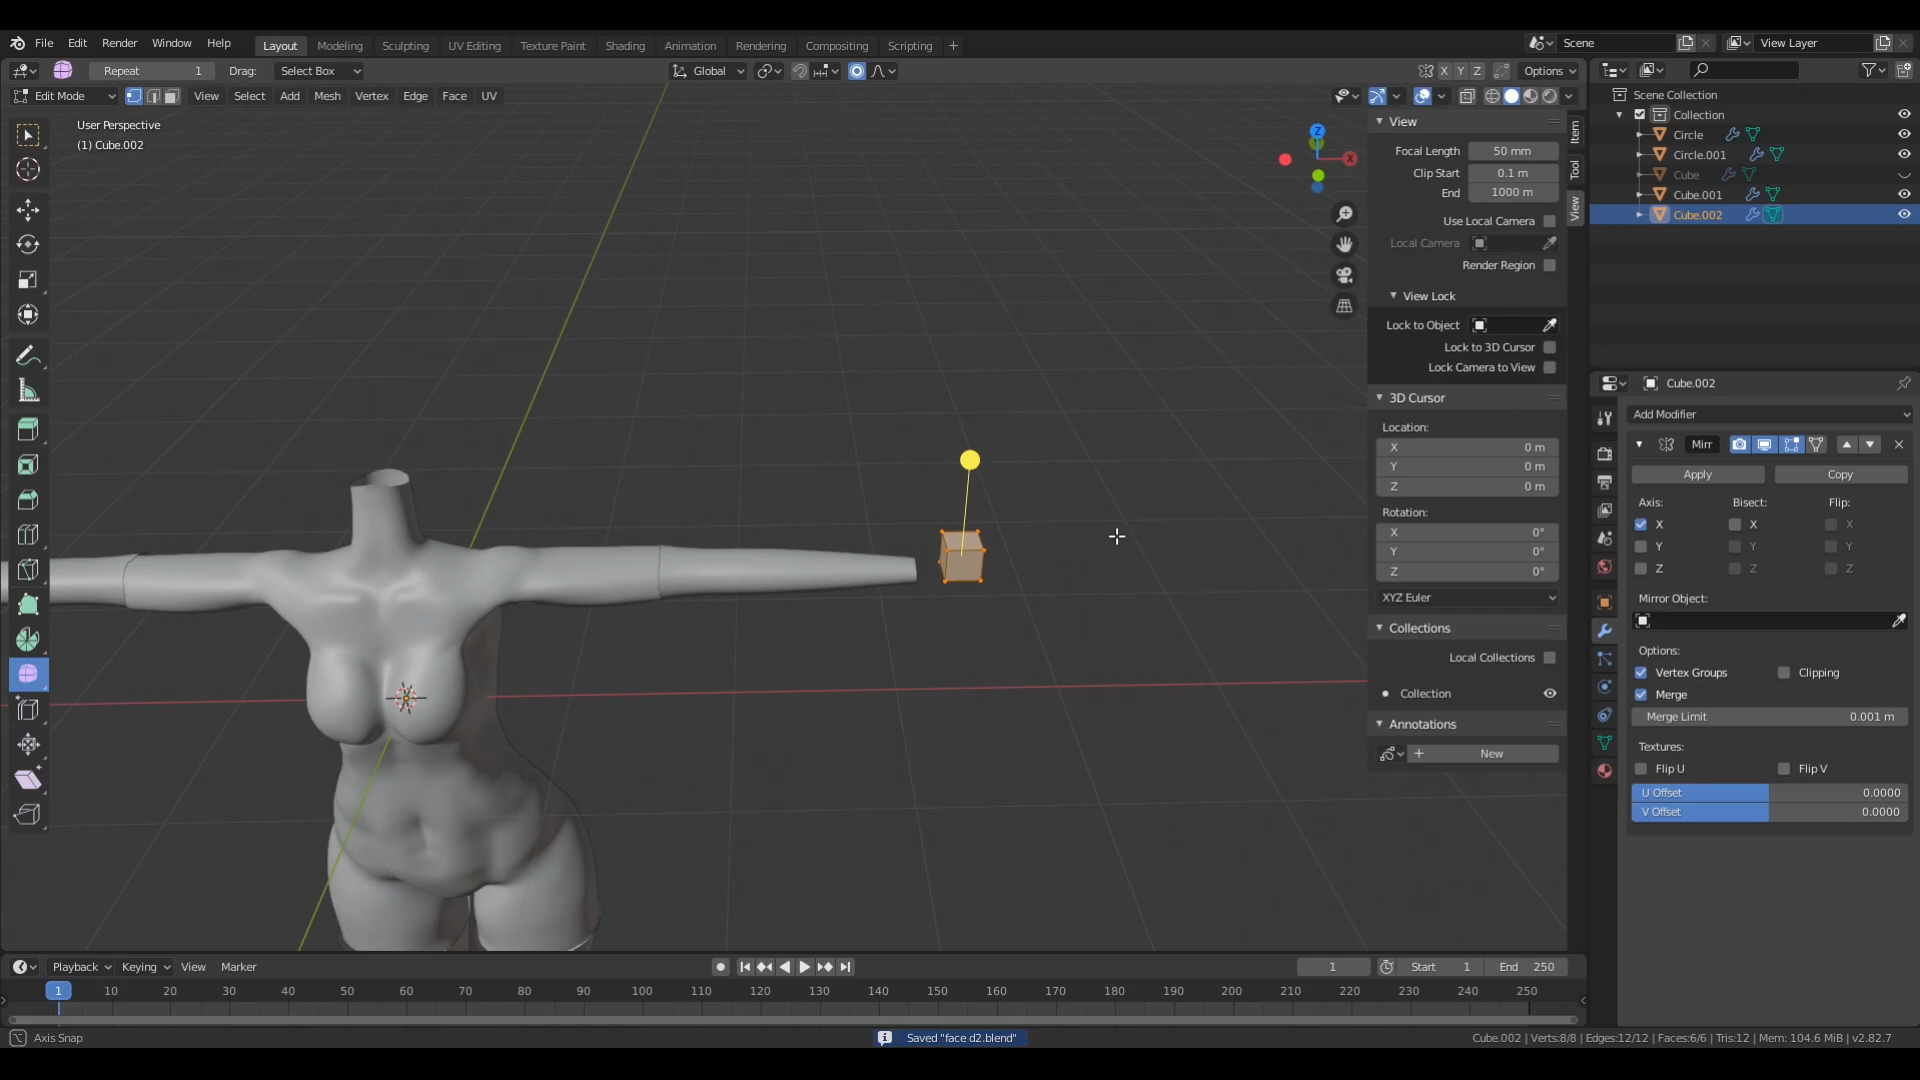 File Edit Render Window Help Layout Modeling Sculpting UV Editing Texture Paint Shading Animation Rendering Compositing Scripting + Scene View Layer
Repeat 1 Drag: Select Box Global X Y Z Options
Edit Mode View Select Add Mesh Vertex Edge Face UV
User Perspective
(1) Cube.002
Z
X
View
Focal Length 50 mm
Clip Start 0.1 m
End 1000 m
Use Local Camera
Local Camera
Render Region
View Lock
Lock to Object
Lock to 3D Cursor
Lock Camera to View
3D Cursor
Location:
X 0 m
Y 0 m
Z 0 m
Rotation:
X 0°
Y 0°
Z 0°
XYZ Euler
Collections
Local Collections
Collection
Annotations
+ New
Item
Tool
View
Scene Collection
Collection
Circle
Circle.001
Cube
Cube.001
Cube.002
Cube.002
Add Modifier
Mirr
Apply Copy
Axis: Bisect: Flip:
X X X
Y Y Y
Z Z Z
Mirror Object:
Options:
Vertex Groups Clipping
Merge
Merge Limit 0.001 m
Textures:
Flip U Flip V
U Offset 0.0000
V Offset 0.0000
Playback Keying View Marker 1 Start 1 End 250
1 10 20 30 40 50 60 70 80 90 100 110 120 130 140 150 160 170 180 190 200 210 220 230 240 250
Axis Snap Saved "face d2.blend" Cube.002 | Verts:8/8 | Edges:12/12 | Faces:6/6 | Tris:12 | Mem: 104.6 MiB | v2.82.7